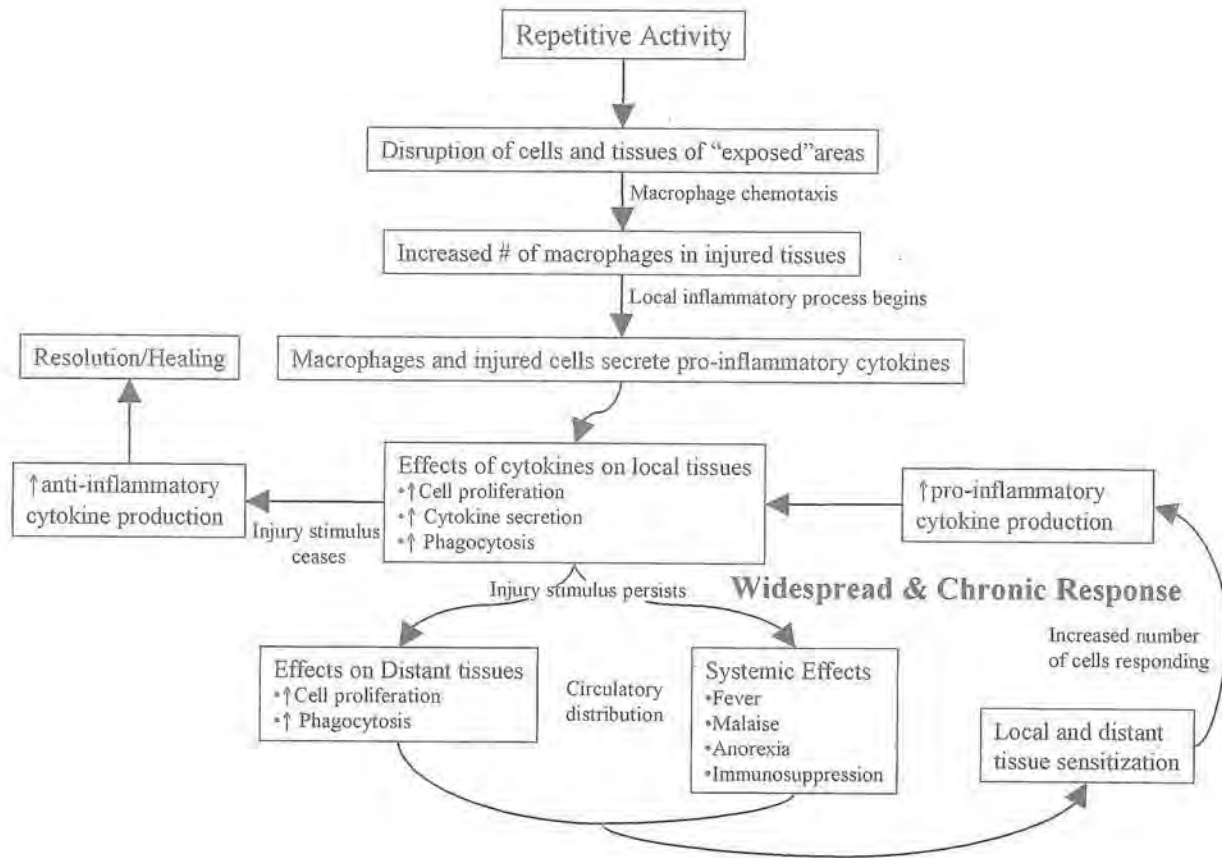 Repetitive Activity
Disruption of cells and tissues of “exposed”areas
Macrophage chemotaxis
Increased # of macrophages in injured tissues
Local inflammatory process begins
Macrophages and injured cells secrete pro-inflammatory cytokines
Resolution/Healing
↑anti-inflammatory
cytokine production
Injury stimulus
ceases
Effects of cytokines on local tissues
•↑Cell proliferation
•↑ Cytokine secretion
•↑ Phagocytosis
↑pro-inflammatory
cytokine production
Injury stimulus persists
Widespread & Chronic Response
Increased number
of cells responding
Effects on Distant tissues
•↑Cell proliferation
•↑ Phagocytosis
Circulatory
distribution
Systemic Effects
•Fever
•Malaise
•Anorexia
•Immunosuppression
Local and distant
tissue sensitization